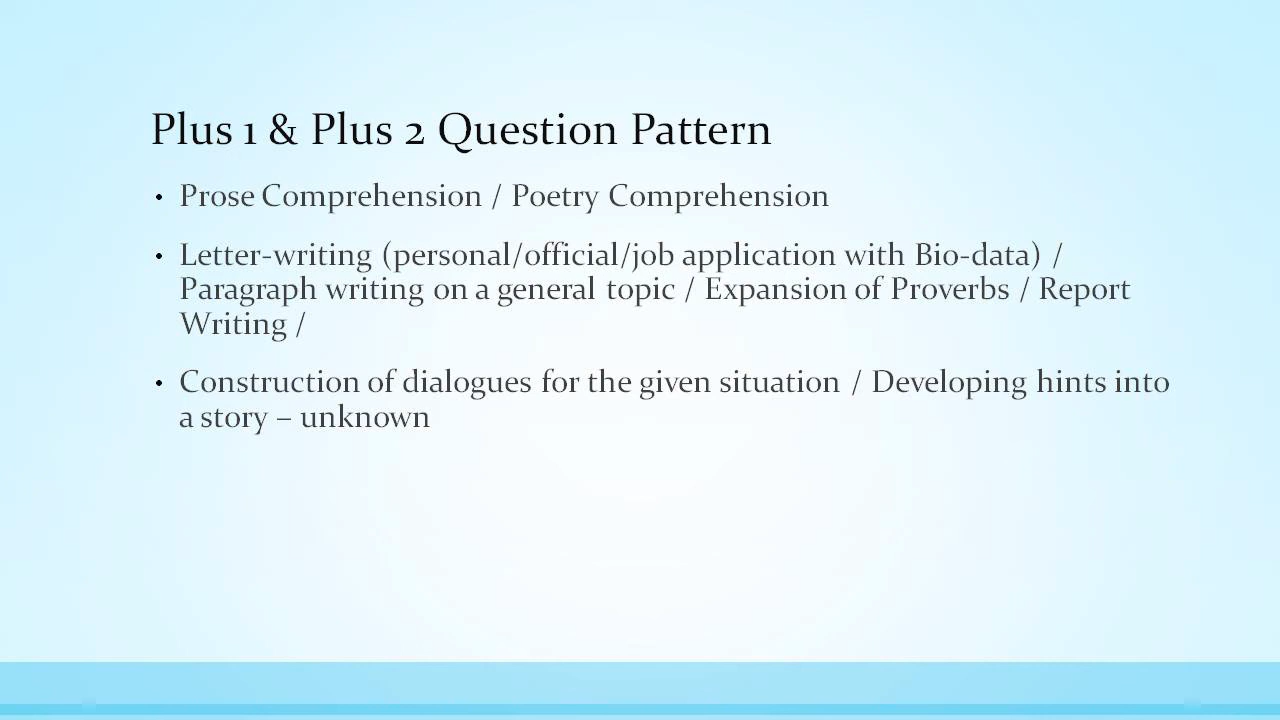 Plus 1 & Plus 2 Question Pattern
• Prose Comprehension / Poetry Comprehension
• Letter-writing (personal/official/job application with Bio-data) /
Paragraph writing on a general topic / Expansion of Proverbs / Report
Writing /
• Construction of dialogues for the given situation / Developing hints into
a story – unknown